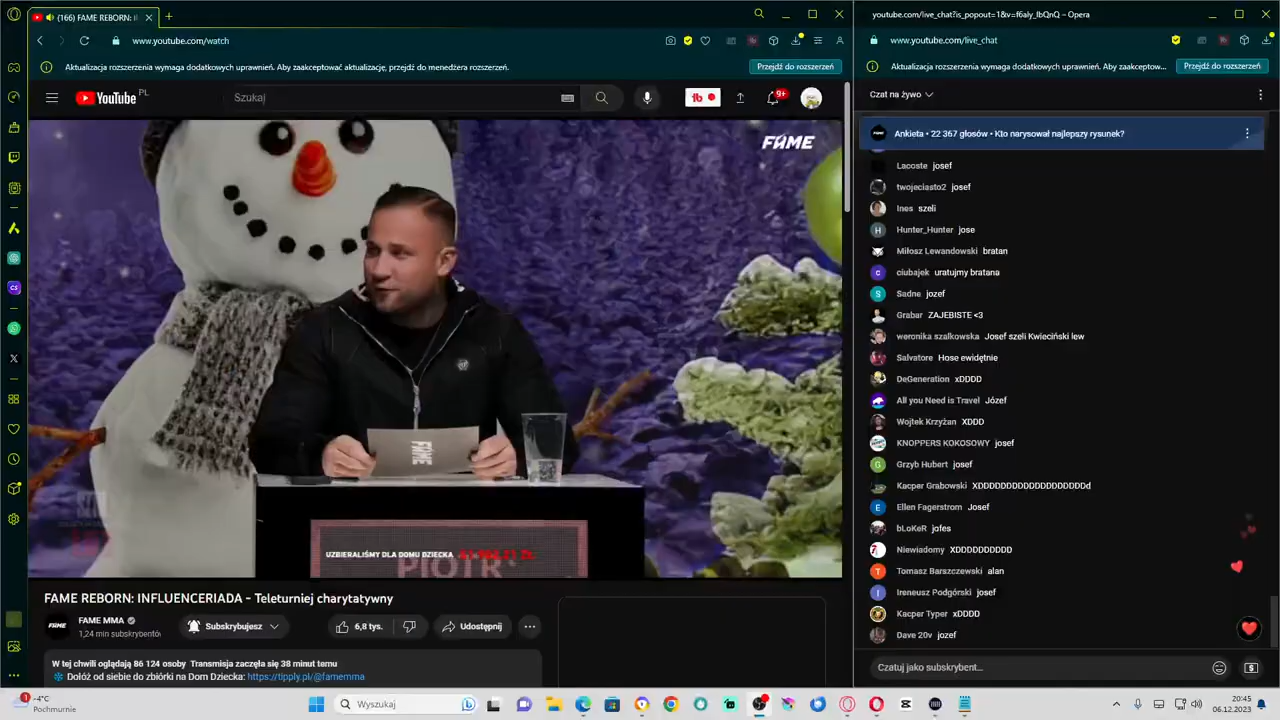 (166) FAME REBORN: I
www.youtube.com/watch
Aktualizacja rozszerzenia wymaga dodatkowych uprawnień. Aby zaakceptować aktualizację, przejdź do menedżera rozszerzeń.
Przejdź do rozszerzeń
YouTube PL
Szukaj
9+
FAME
FAME
UZBIERALIŚMY DLA DOMU DZIECKA
PIOTR
FAME REBORN: INFLUENCERIADA - Teleturniej charytatywny
FAME MMA
1,24 mln subskrybentów
Subskrybujesz
6,8 tys.
Udostępnij
W tej chwili oglądają 86 124 osoby Transmisja zaczęła się 38 minut temu
Dołóż od siebie do zbiórki na Dom Dziecka: https://tipply.pl/@famemma
youtube.com/live_chat?is_popout=1&v=f6aly_lbQnQ – Opera
www.youtube.com/live_chat
Aktualizacja rozszerzenia wymaga dodatkowych uprawnień. Aby zaakceptow...
Przejdź do rozszerzeń
Czat na żywo
Ankieta • 22 367 głosów • Kto narysował najlepszy rysunek?
Lacoste josef
twojeciasto2 josef
Ines szeli
Hunter_Hunter jose
Miłosz Lewandowski bratan
ciubajek uratujmy bratana
Sadne jozef
Grabar ZAJEBISTE <3
weronika szalkowska Josef szeli Kwieciński lew
Salvatore Hose ewidętnie
DeGeneration xDDDD
All you Need is Travel Józef
Wojtek Krzyżan XDDD
KNOPPERS KOKOSOWY josef
Grzyb Hubert josef
Kacper Grabowski XDDDDDDDDDDDDDDDDDDDd
Ellen Fagerstrom Josef
bLoKeR jofes
Niewiadomy XDDDDDDDDDD
Tomasz Barszczewski alan
Ireneusz Podgórski josef
Kacper Typer xDDDD
Dave 20v jozef
Czatuj jako subskrybent...
1
-4°C
Pochmurnie
Wyszukaj
20:45
06.12.2023